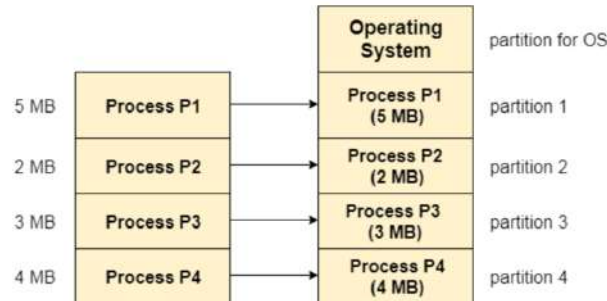 Operating
System
partition for OS
5 MB
Process P1
Process P1
(5 MB)
partition 1
2 MB
Process P2
Process P2
(2 MB)
partition 2
3 MB
Process P3
Process P3
(3 MB)
partition 3
4 MB
Process P4
Process P4
(4 MB)
partition 4